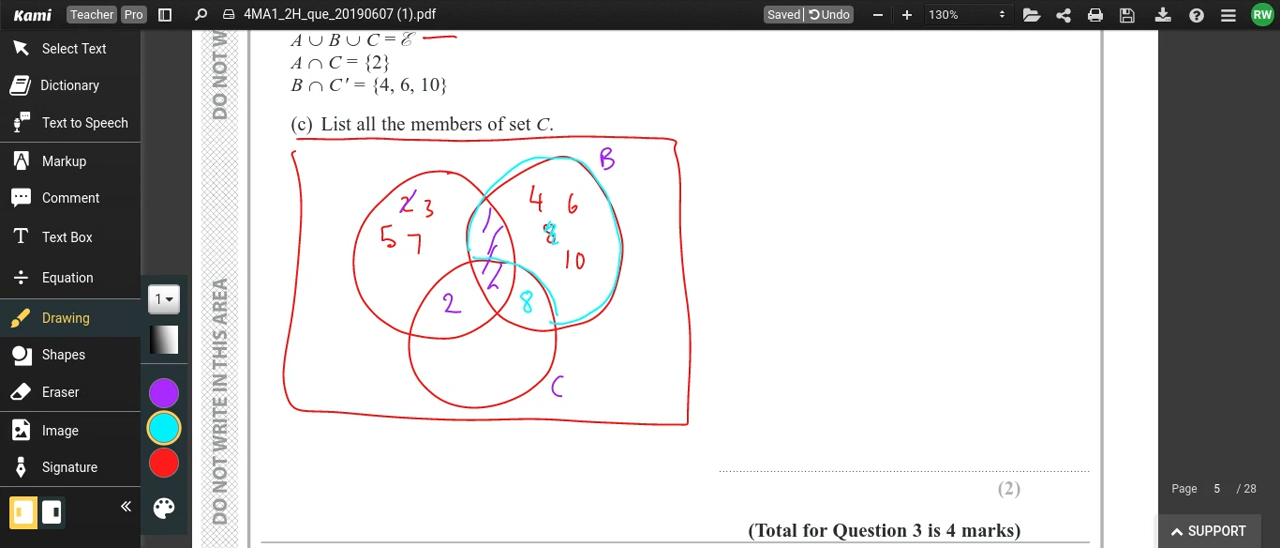 Kami Teacher Pro 4MA1_2H_que_20190607 (1).pdf Saved Undo 130% RW
Select Text
Dictionary
Text to Speech
Markup
Comment
Text Box
Equation
Drawing
Shapes
Eraser
Image
Signature
1
DO NOT W
DO NOT WRITE IN THIS AREA
A ∪ B ∪ C = ℰ
A ∩ C = {2}
B ∩ C′ = {4, 6, 10}
(c) List all the members of set C.
B
2 3 4 6
5 7 8
10
2 8
C
(2)
(Total for Question 3 is 4 marks)
Page 5 / 28
SUPPORT